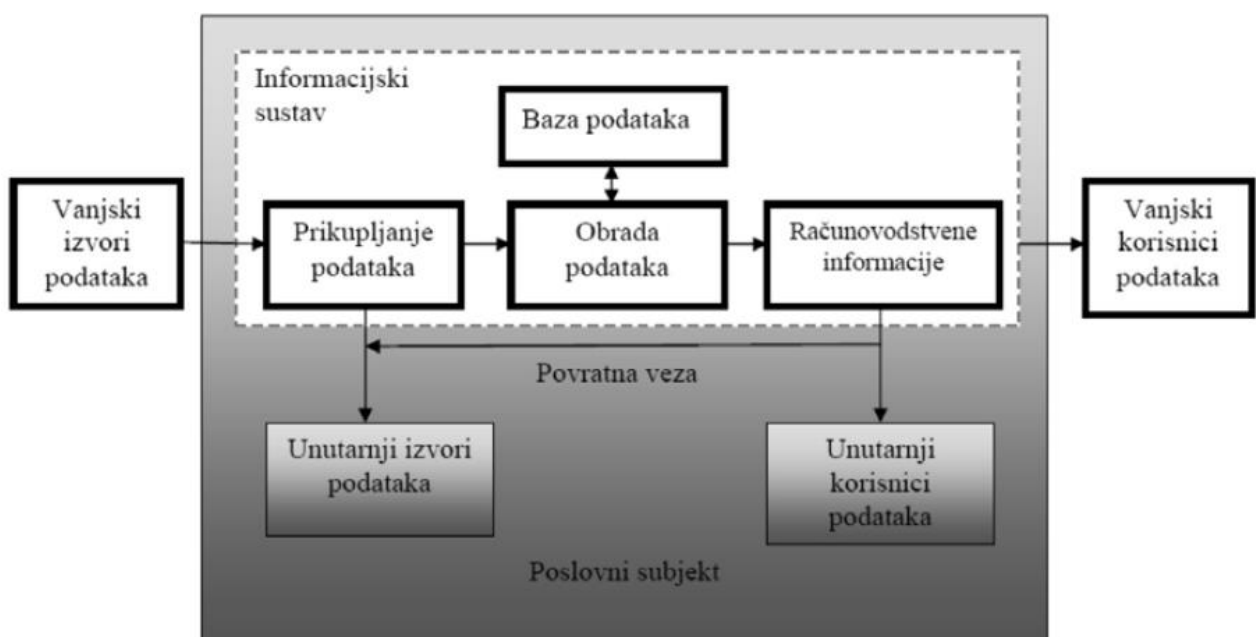 Informacijski
sustav
Baza podataka
Vanjski
izvori
podataka
Prikupljanje
podataka
Obrada
podataka
Računovodstvene
informacije
Vanjski
korisnici
podataka
Povratna veza
Unutarnji izvori
podataka
Unutarnji
korisnici
podataka
Poslovni subjekt